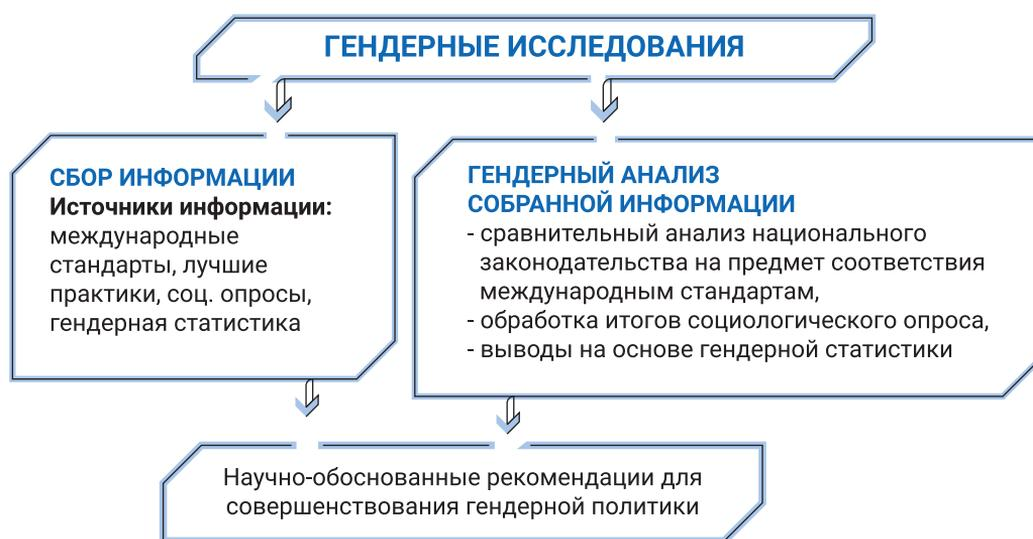 ГЕНДЕРНЫЕ ИССЛЕДОВАНИЯ
СБОР ИНФОРМАЦИИ
Источники информации:
международные
стандарты, лучшие
практики, соц. опросы,
гендерная статистика
ГЕНДЕРНЫЙ АНАЛИЗ
СОБРАННОЙ ИНФОРМАЦИИ
- сравнительный анализ национального
законодательства на предмет соответствия
международным стандартам,
- обработка итогов социологического опроса,
- выводы на основе гендерной статистики
Научно-обоснованные рекомендации для
совершенствования гендерной политики